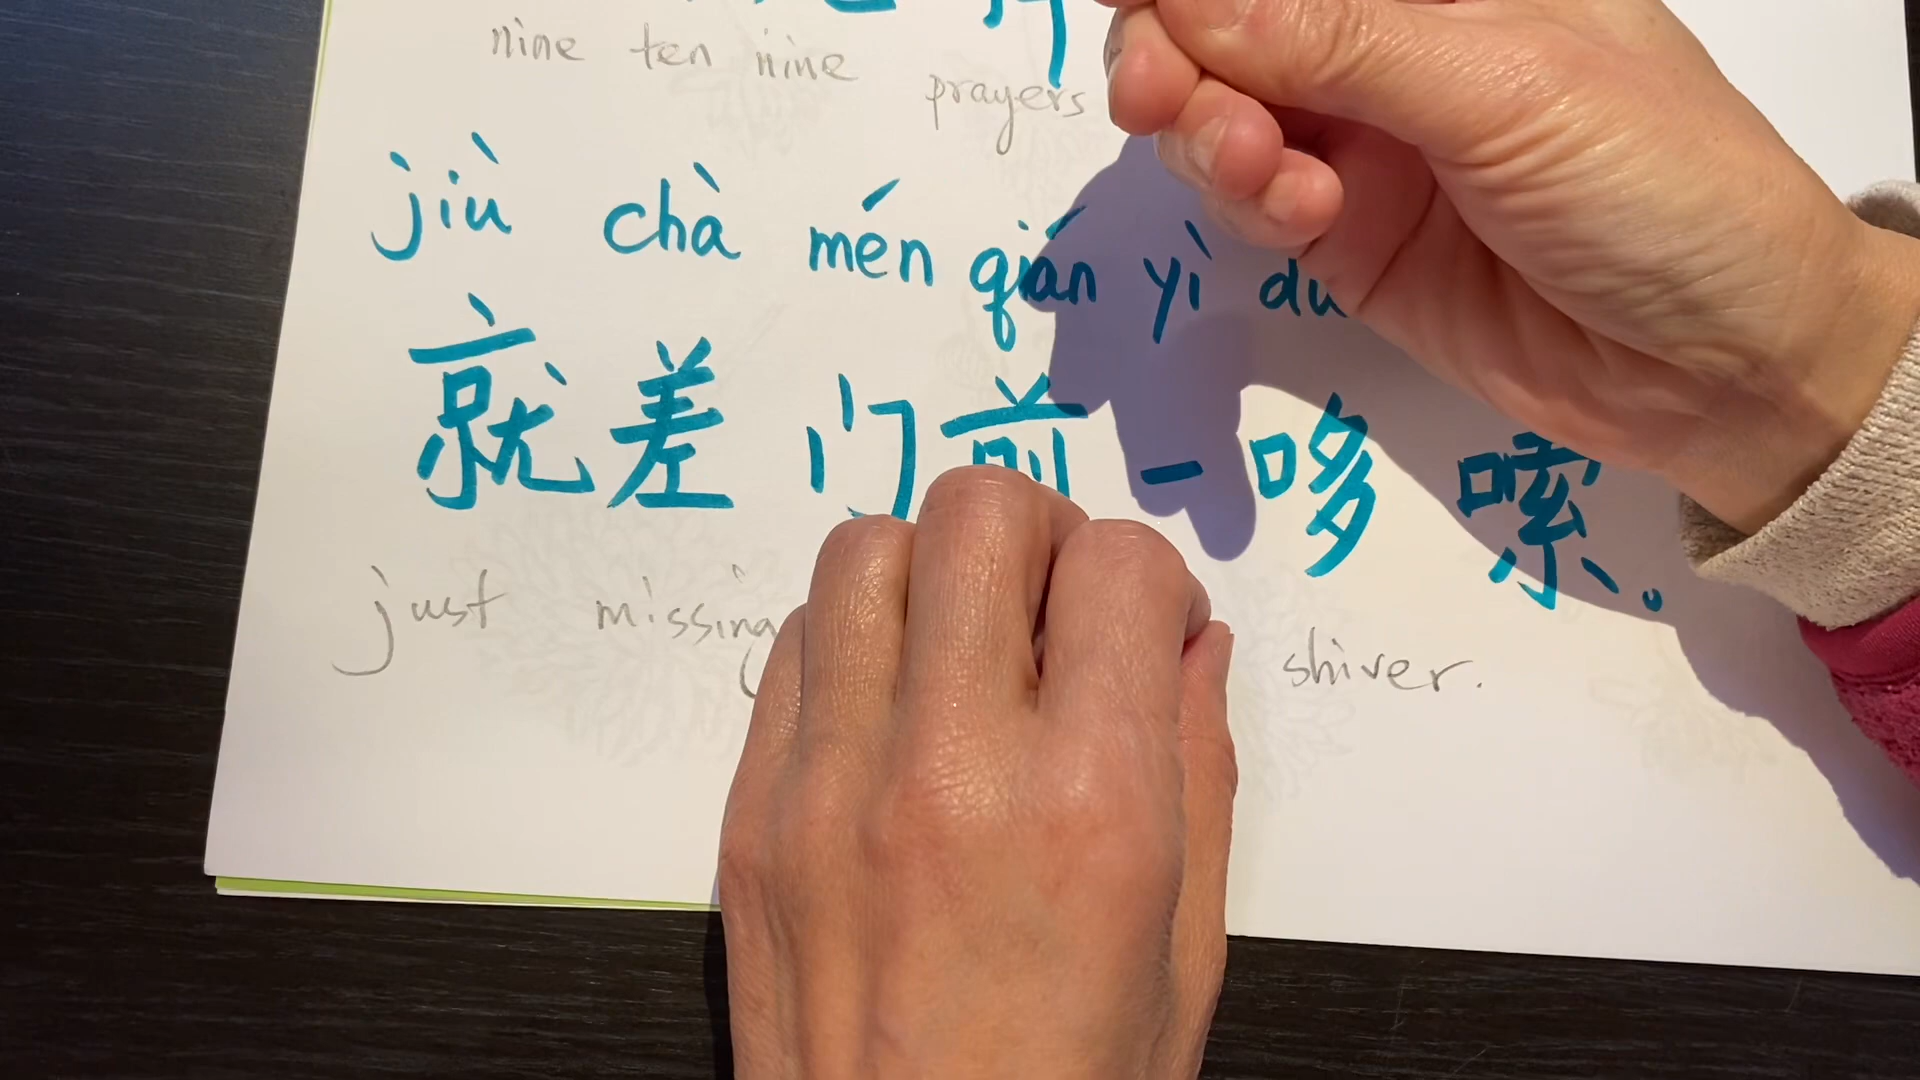 nine ten nine prayers
jiù chà mén qián yì du
就差门前一哆嗦。
just missing shiver.